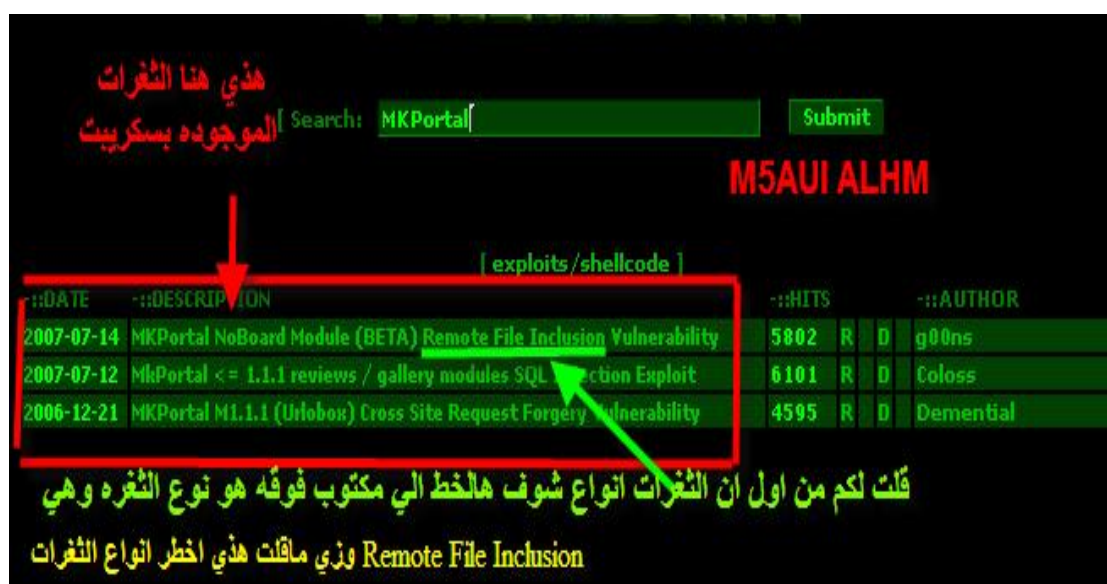 هذي هنا الثغرات
الموجوده بسكريبت
[ Search: MKPortal Submit
M5AUI ALHM
[ exploits/shellcode ]
-::DATE -::DESCRIPTION -::HITS -::AUTHOR
2007-07-14 MKPortal NoBoard Module (BETA) Remote File Inclusion Vulnerability 5802 R D g00ns
2007-07-12 MkPortal <= 1.1.1 reviews / gallery modules SQL Injection Exploit 6101 R D Coloss
2006-12-21 MKPortal M1.1.1 (Urlobox) Cross Site Request Forgery Vulnerability 4595 R D Demential
قلت لكم من اول ان الثغرات انواع شوف هالخط الي مكتوب فوقه هو نوع الثغره وهي
Remote File Inclusion وزي ماقلت هذي اخطر انواع الثغرات